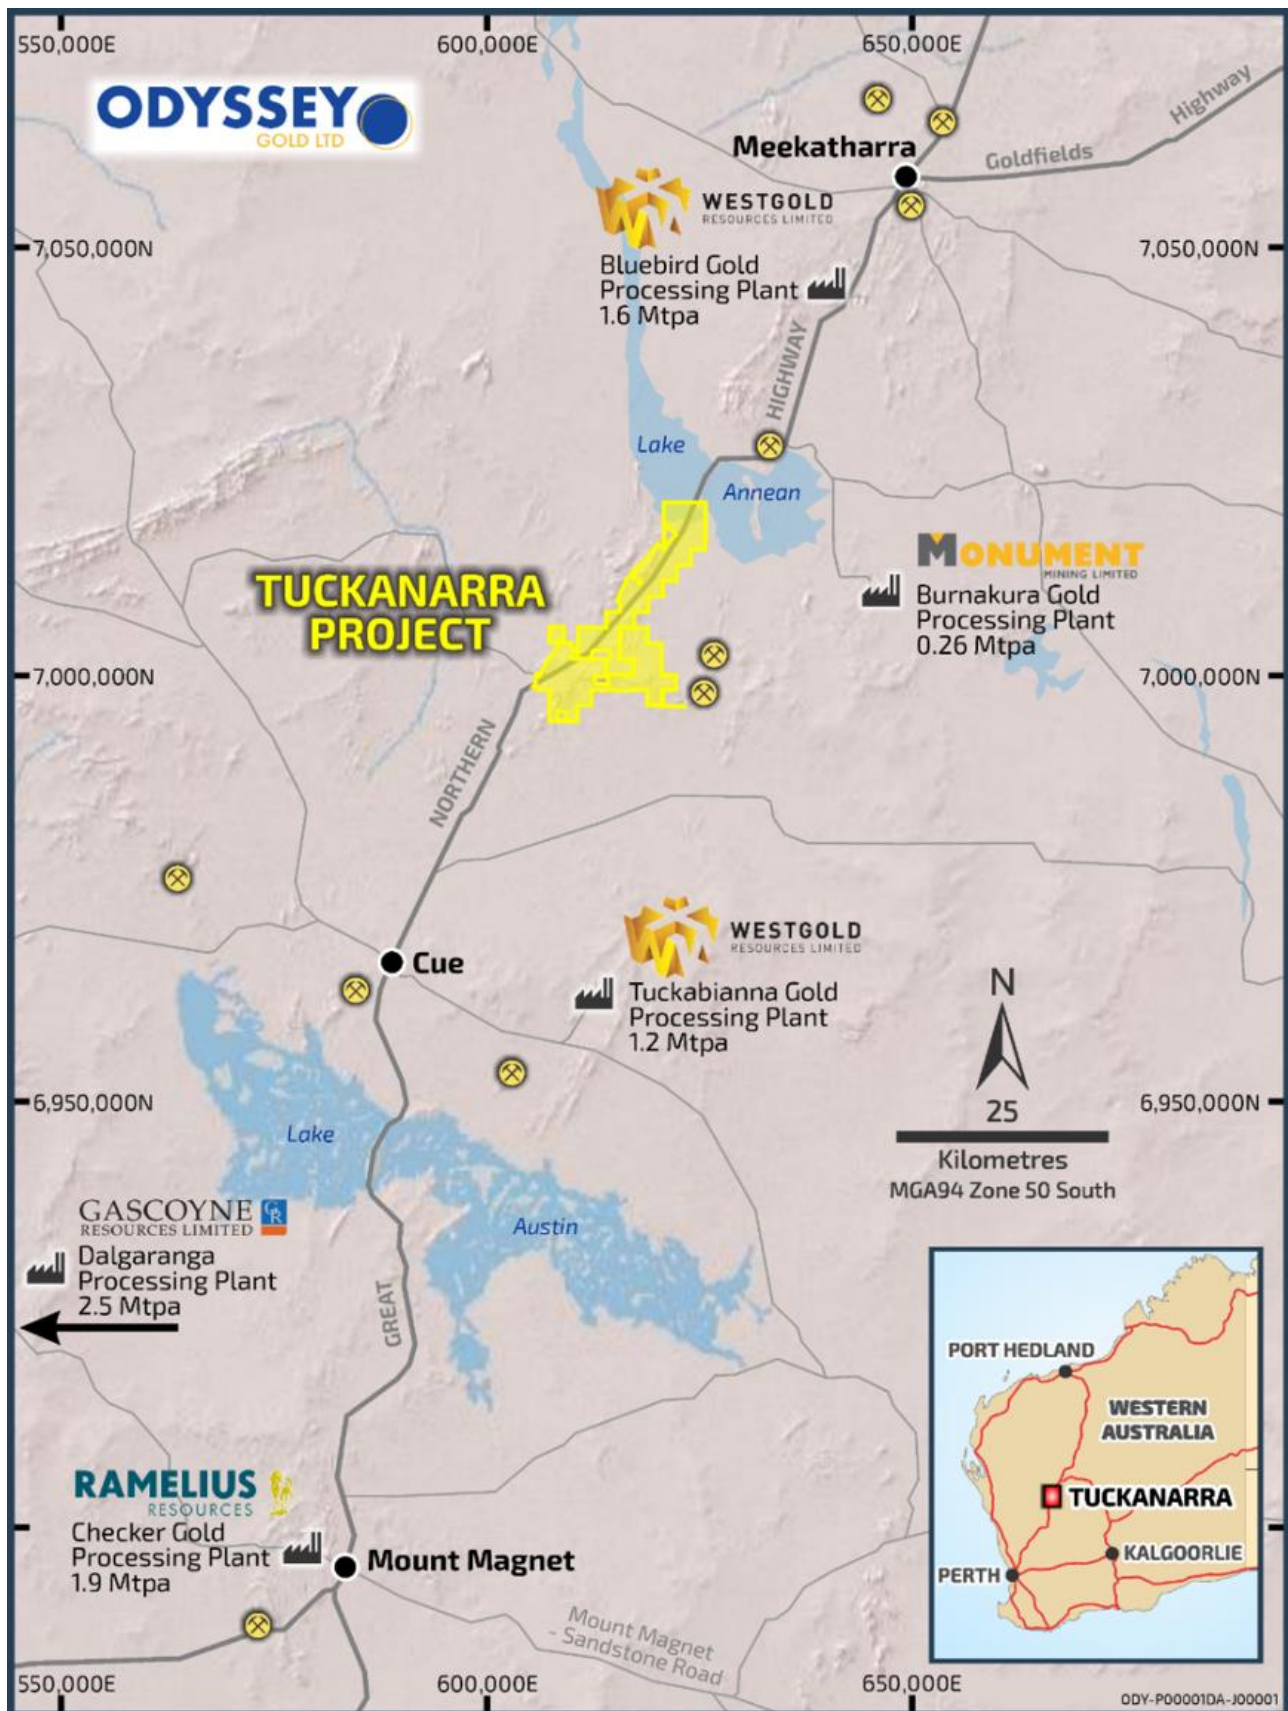 550,000E
600,000E
650,000E
ODYSSEY
GOLD LTD
Highway
Meekatharra
Goldfields
WESTGOLD
RESOURCES LIMITED
7,050,000N
7,050,000N
Bluebird Gold
Processing Plant
1.6 Mtpa
HIGHWAY
Lake
Annean
MONUMENT
MINING LIMITED
TUCKANARRA
PROJECT
Burnakura Gold
Processing Plant
0.26 Mtpa
7,000,000N
7,000,000N
NORTHERN
WESTGOLD
RESOURCES LIMITED
Cue
Tuckabianna Gold
Processing Plant
1.2 Mtpa
N
6,950,000N
6,950,000N
25
Kilometres
MGA94 Zone 50 South
Lake
Austin
GASCOYNE
RESOURCES LIMITED
GR
Dalgaranga
Processing Plant
2.5 Mtpa
GREAT
PORT HEDLAND
WESTERN
AUSTRALIA
TUCKANARRA
KALGOORLIE
PERTH
RAMELIUS
RESOURCES
Checker Gold
Processing Plant
1.9 Mtpa
Mount Magnet
Mount Magnet
- Sandstone Road
550,000E
600,000E
650,000E
ODY-P00001DA-J00001